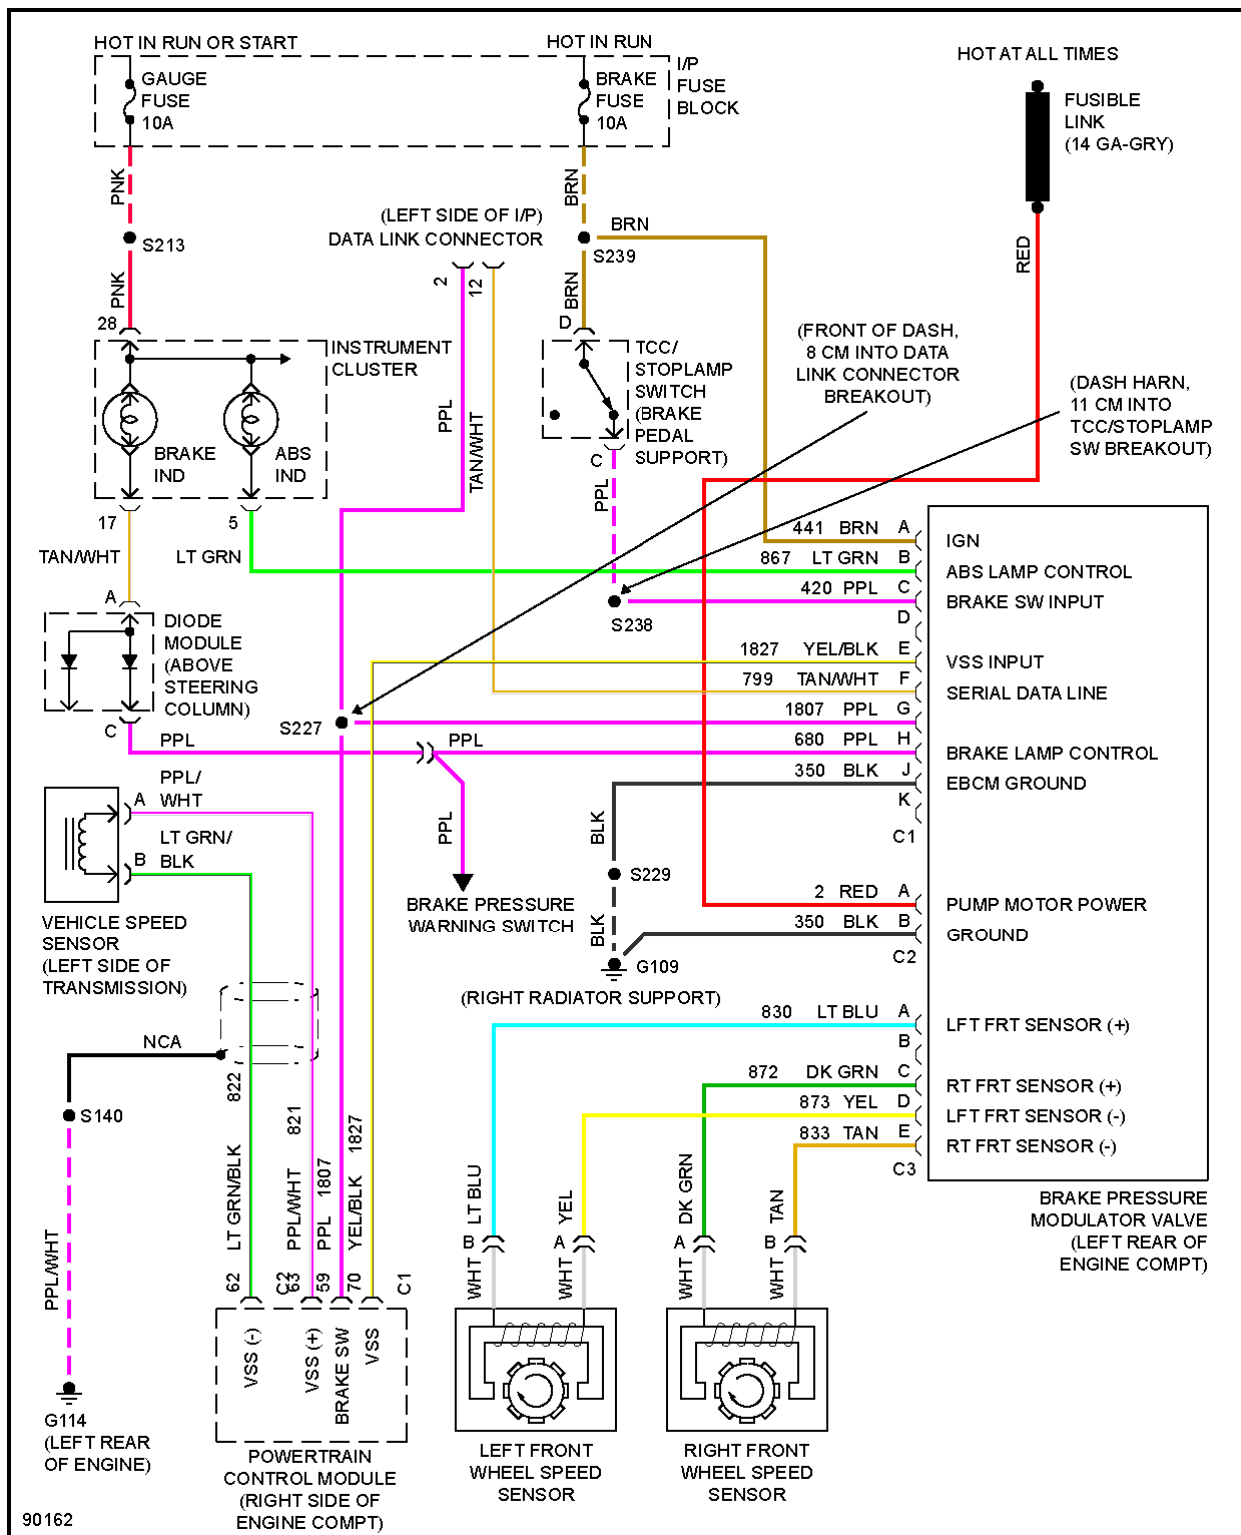 HOT IN RUN OR START
HOT IN RUN
HOT AT ALL TIMES
GAUGE
FUSE
10A
BRAKE
FUSE
10A
I/P
FUSE
BLOCK
FUSIBLE
LINK
(14 GA-GRY)
PNK
BRN
RED
(LEFT SIDE OF I/P)
DATA LINK CONNECTOR
BRN
S213
S239
PNK
2
12
BRN
28
D
INSTRUMENT
CLUSTER
TCC/
STOPLAMP
SWITCH
(BRAKE
PEDAL
SUPPORT)
(FRONT OF DASH,
8 CM INTO DATA
LINK CONNECTOR
BREAKOUT)
(DASH HARN,
11 CM INTO
TCC/STOPLAMP
SW BREAKOUT)
BRAKE
IND
ABS
IND
PPL
TAN/WHT
C
PPL
17
5
TAN/WHT
LT GRN
441 BRN A
IGN
867 LT GRN B
ABS LAMP CONTROL
420 PPL C
BRAKE SW INPUT
D
S238
A
DIODE
MODULE
(ABOVE
STEERING
COLUMN)
1827 YEL/BLK E
VSS INPUT
799 TAN/WHT F
SERIAL DATA LINE
S227
1807 PPL G
C
PPL
PPL
680 PPL H
BRAKE LAMP CONTROL
350 BLK J
EBCM GROUND
K
C1
PPL/
WHT
A
LT GRN/
BLK
B
PPL
BLK
S229
VEHICLE SPEED
SENSOR
(LEFT SIDE OF
TRANSMISSION)
BRAKE PRESSURE
WARNING SWITCH
BLK
2 RED A
PUMP MOTOR POWER
350 BLK B
GROUND
C2
G109
(RIGHT RADIATOR SUPPORT)
NCA
830 LT BLU A
LFT FRT SENSOR (+)
B
872 DK GRN C
RT FRT SENSOR (+)
873 YEL D
LFT FRT SENSOR (-)
833 TAN E
RT FRT SENSOR (-)
C3
S140
822
821
1807
1827
LT GRN/BLK
PPL/WHT
PPL
YEL/BLK
LT BLU
YEL
DK GRN
TAN
BRAKE PRESSURE
MODULATOR VALVE
(LEFT REAR OF
ENGINE COMPT)
PPL/WHT
B
A
A
B
WHT
WHT
WHT
WHT
62
C2
63
59
70
C1
VSS (-)
VSS (+)
BRAKE SW
VSS
G114
(LEFT REAR
OF ENGINE)
POWERTRAIN
CONTROL MODULE
(RIGHT SIDE OF
ENGINE COMPT)
LEFT FRONT
WHEEL SPEED
SENSOR
RIGHT FRONT
WHEEL SPEED
SENSOR
90162